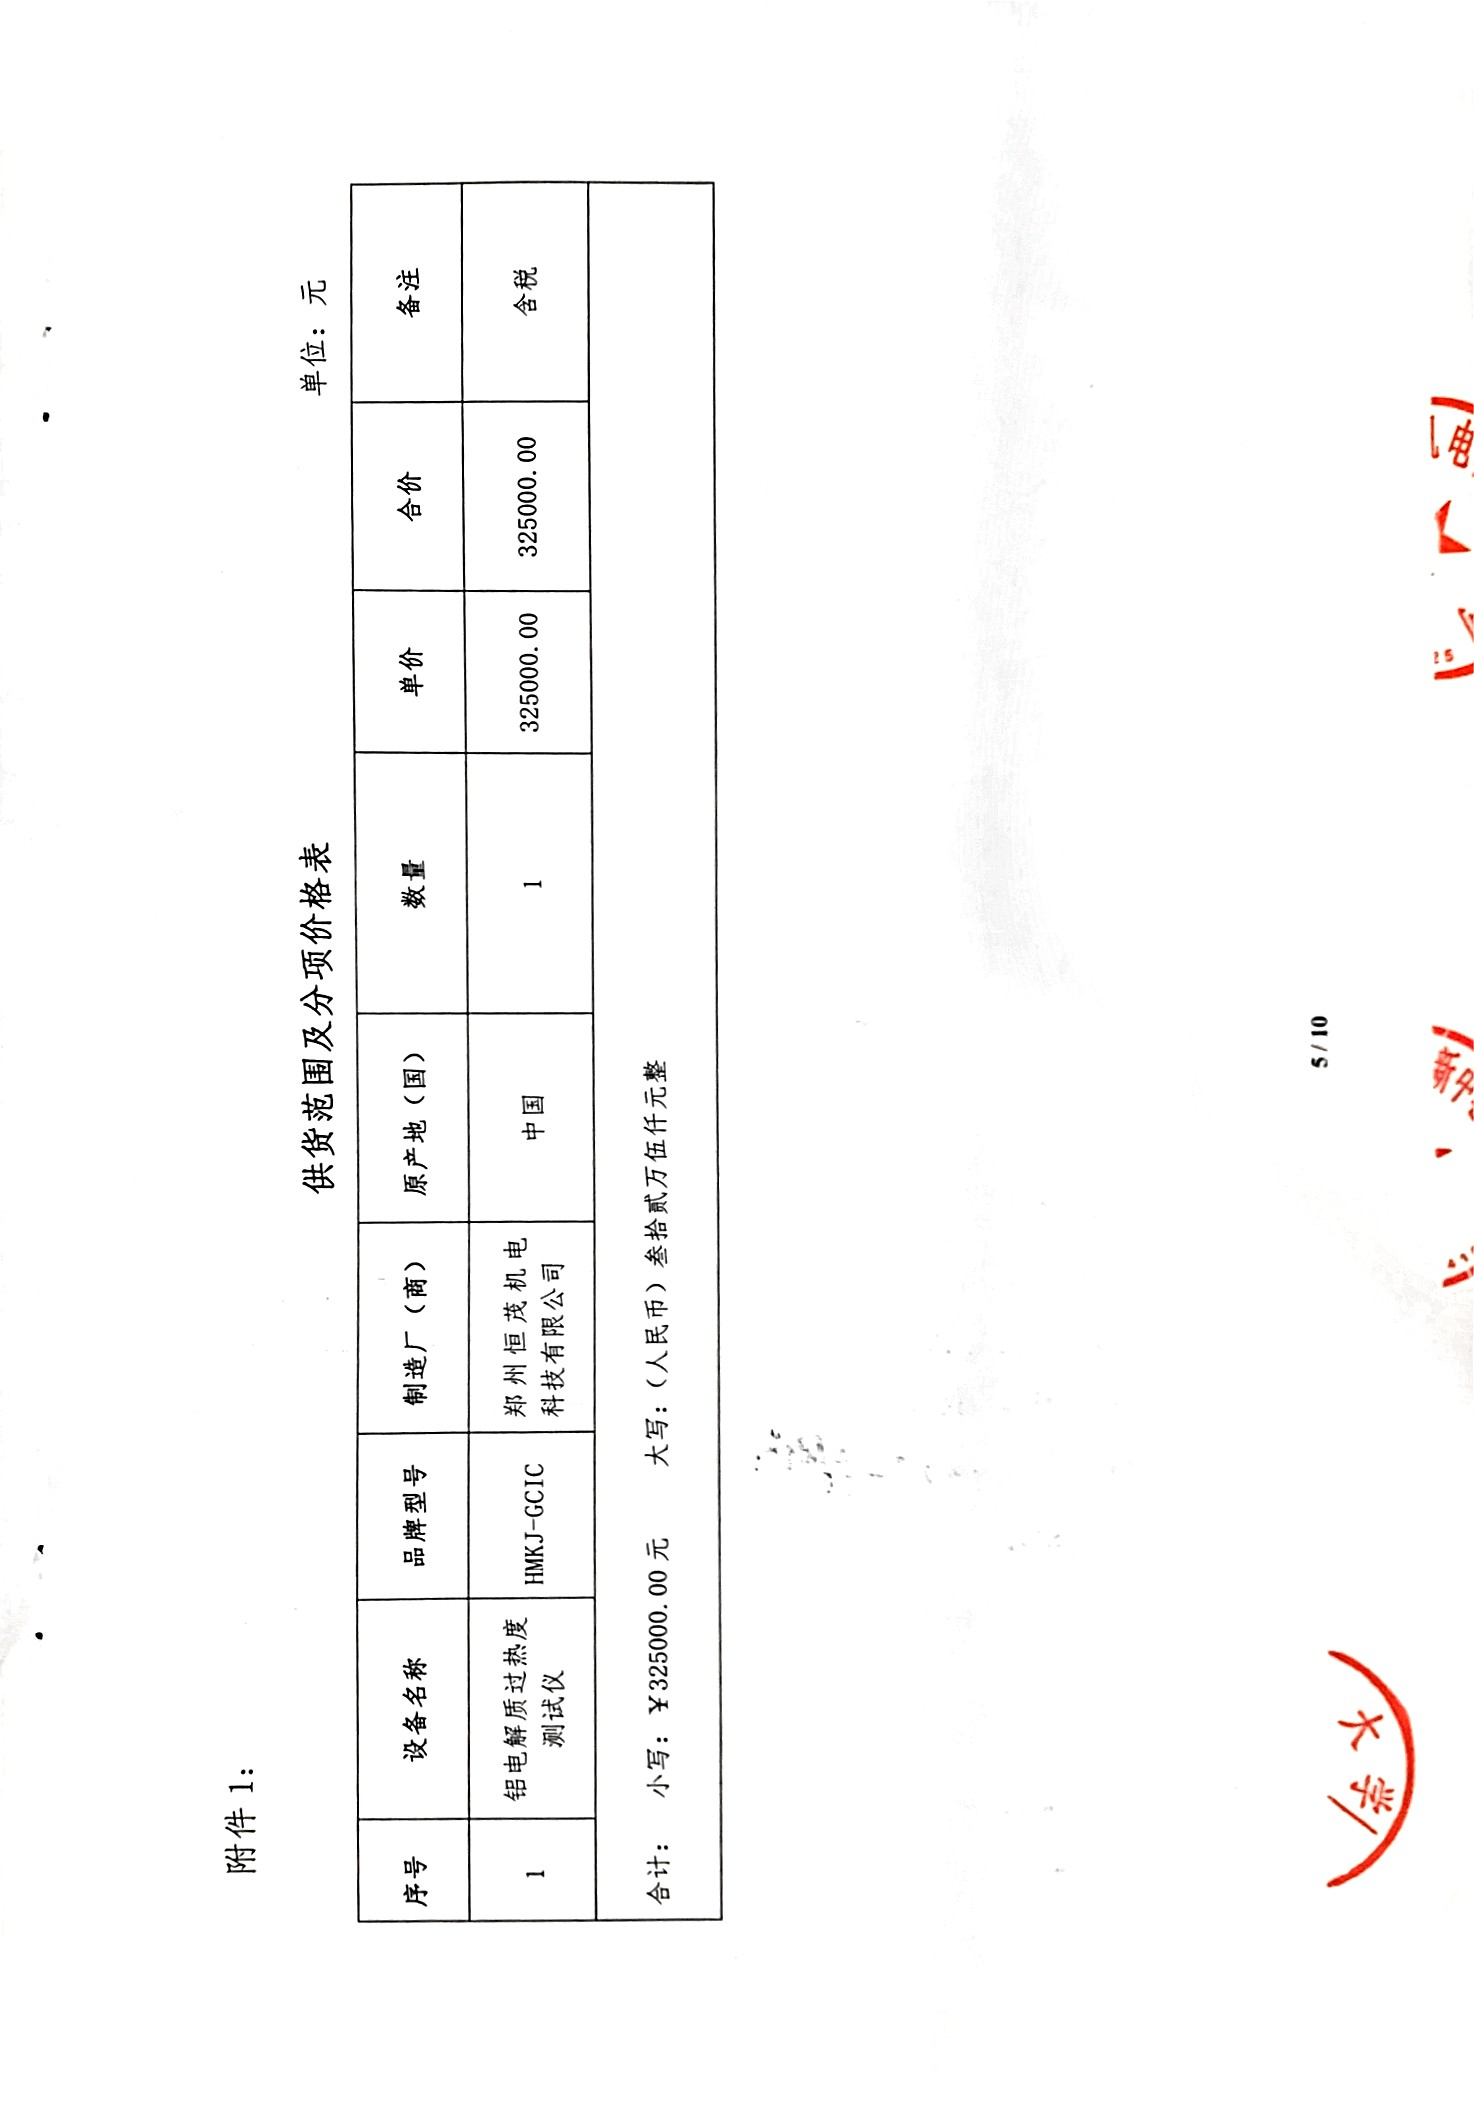 附件 1：
供货范围及分项价格表
单位：元
序号 设备名称 品牌型号 制造厂（商） 原产地（国） 数量 单价 合价 备注
1 铝电解质过热度测试仪 HMKJ-GCIC 郑州恒茂机电科技有限公司 中国 1 325000.00 325000.00 含税
合计： 小写：￥325000.00 元 大写：（人民币）叁拾贰万伍仟元整
5 / 10
大学
新
电
25